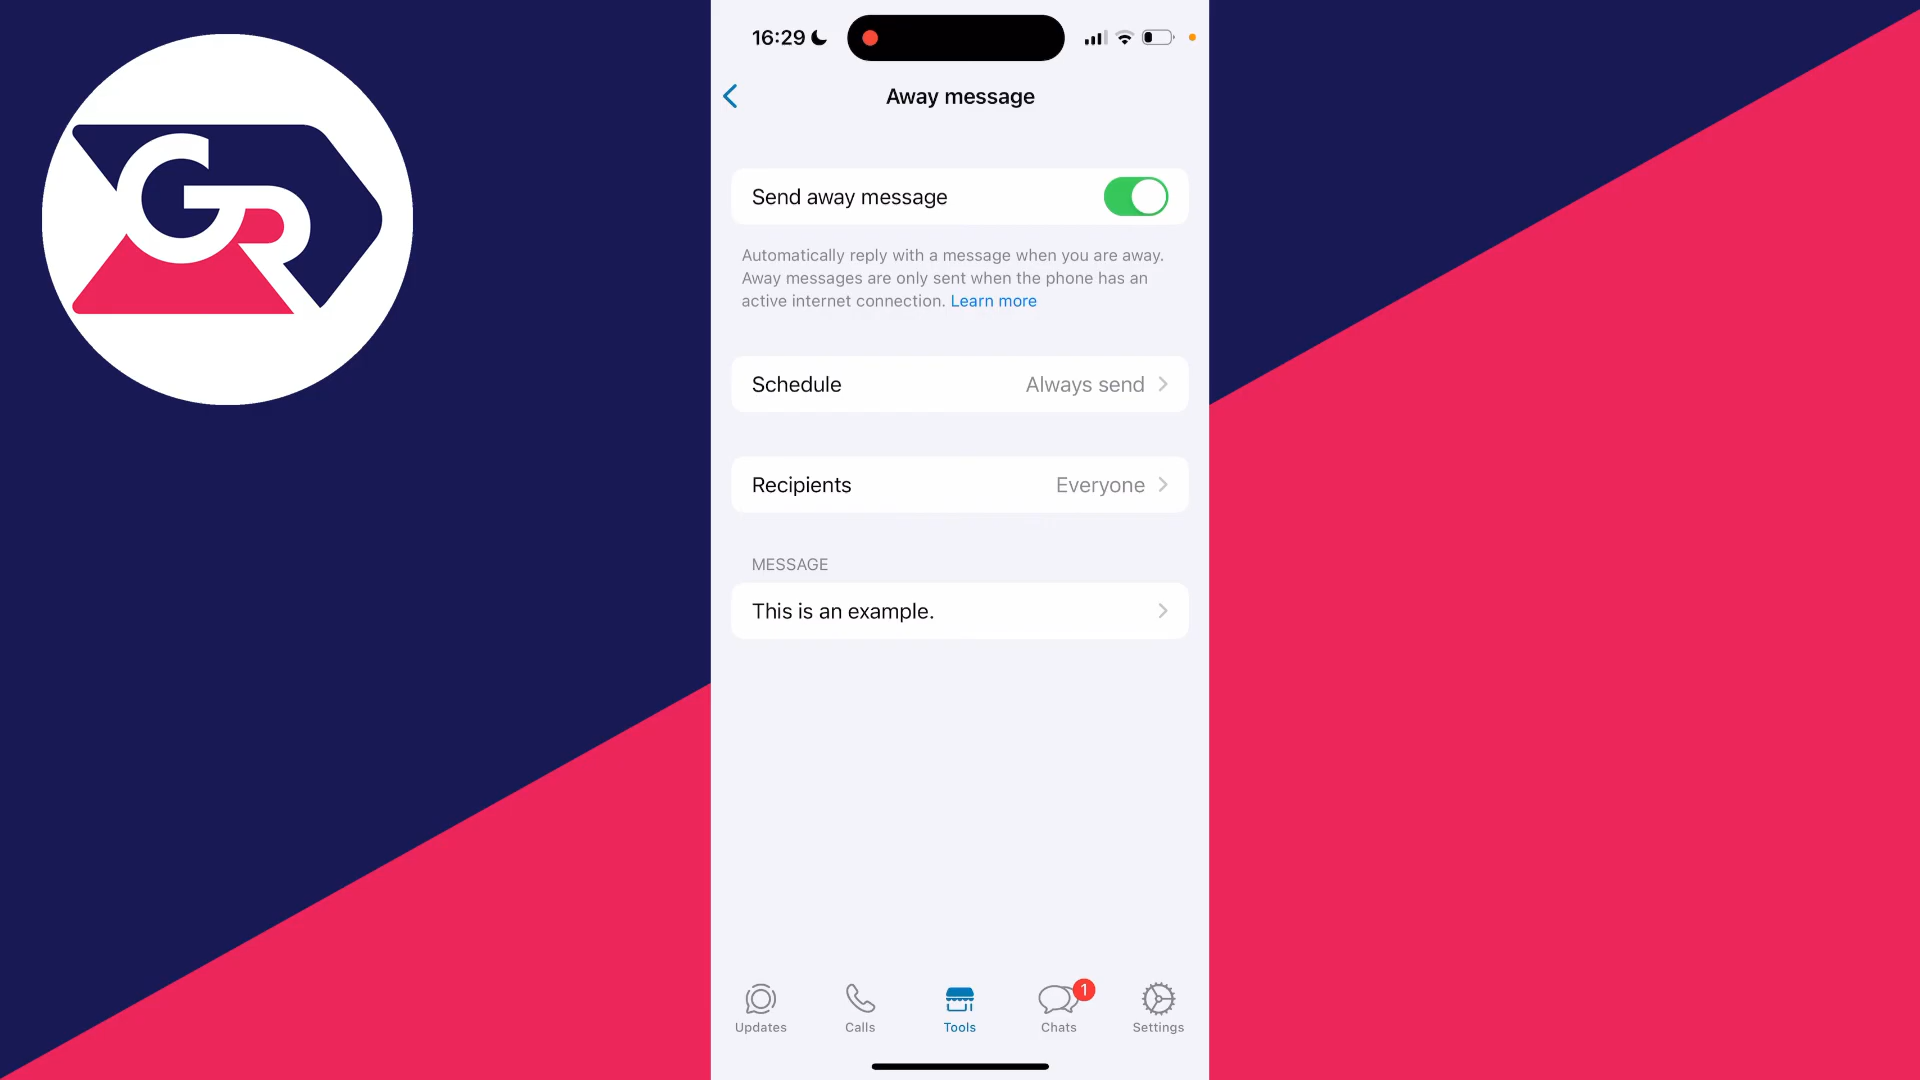 GR
16:29
Away message
Send away message
Automatically reply with a message when you are away.
Away messages are only sent when the phone has an
active internet connection. Learn more
Schedule Always send
Recipients Everyone
MESSAGE
This is an example.
1
Updates Calls Tools Chats Settings